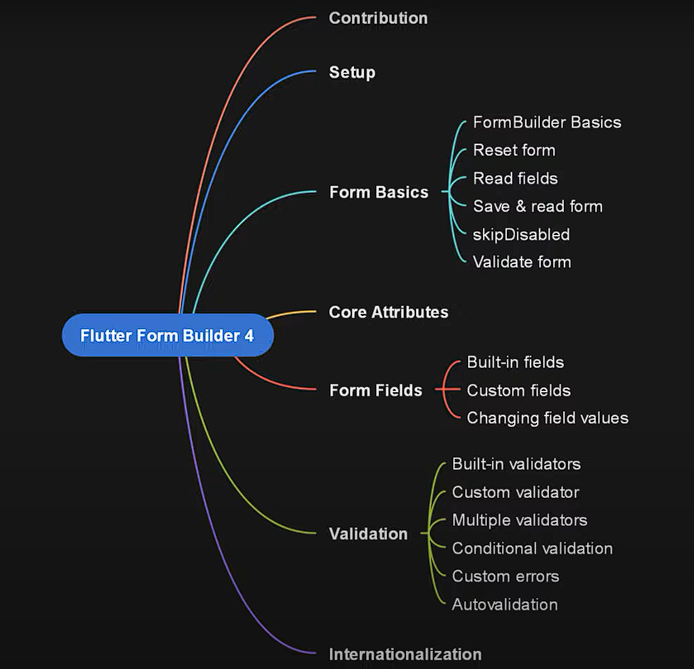 Contribution
Setup
FormBuilder Basics
Reset form
Read fields
Form Basics
Save & read form
skipDisabled
Validate form
Core Attributes
Flutter Form Builder 4
Built-in fields
Form Fields
Custom fields
Changing field values
Built-in validators
Custom validator
Multiple validators
Validation
Conditional validation
Custom errors
Autovalidation
Internationalization